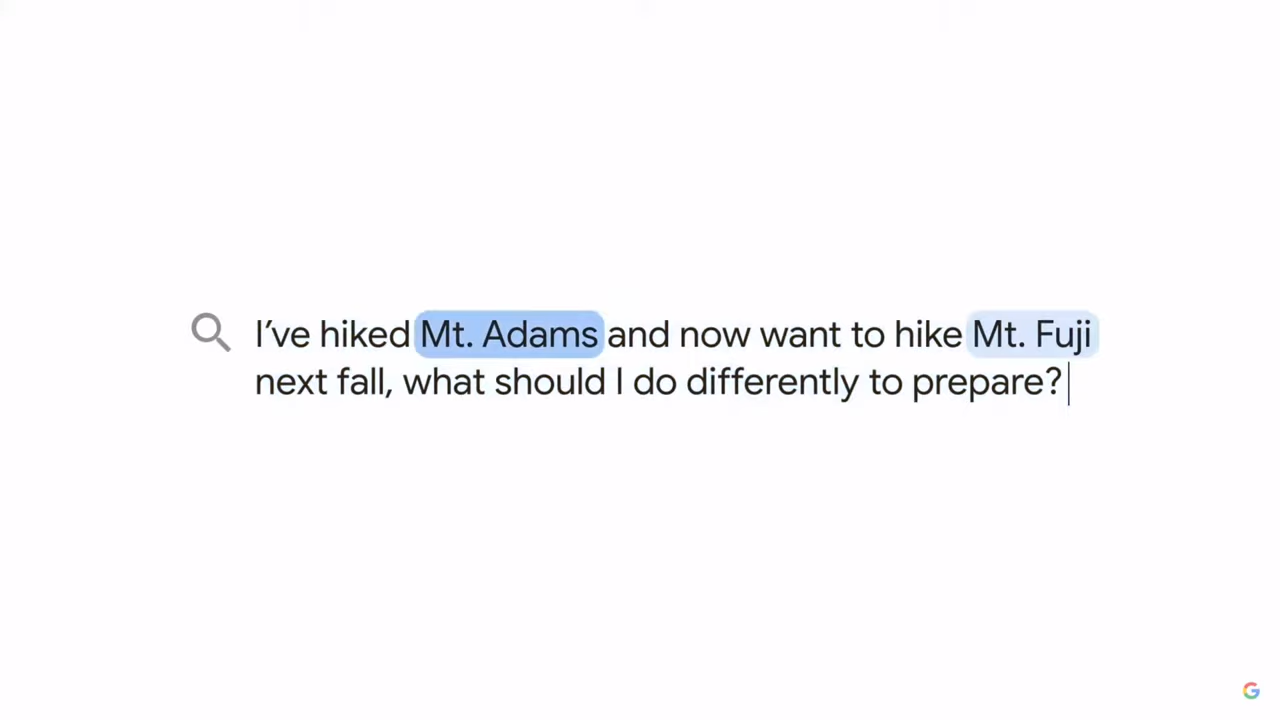 I've hiked Mt. Adams and now want to hike Mt. Fuji
next fall, what should I do differently to prepare?
G